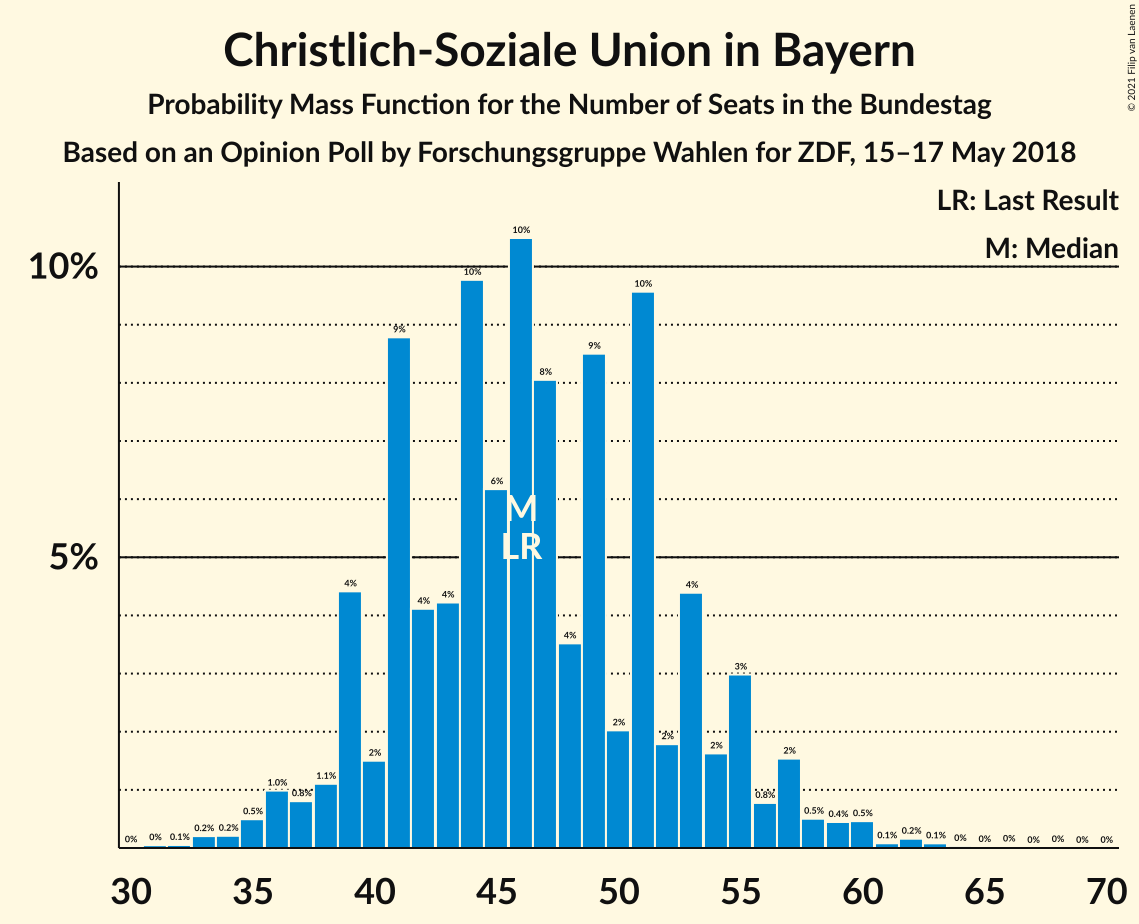 Christlich-Soziale Union in Bayern
Probability Mass Function for the Number of Seats in the Bundestag
Based on an Opinion Poll by Forschungsgruppe Wahlen for ZDF, 15–17 May 2018
© 2021 Filip van Laenen
LR: Last Result
M: Median
10%
5%
0% 0% 0.1% 0.2% 0.2% 0.5% 1.0% 0.8% 1.1% 4% 2% 9% 4% 4% 10% 6% 10% 8% 4% 9% 2% 10% 2% 4% 2% 3% 0.8% 2% 0.5% 0.4% 0.5% 0.1% 0.2% 0.1% 0% 0% 0% 0% 0% 0% 0%
M
LR
30 35 40 45 50 55 60 65 70